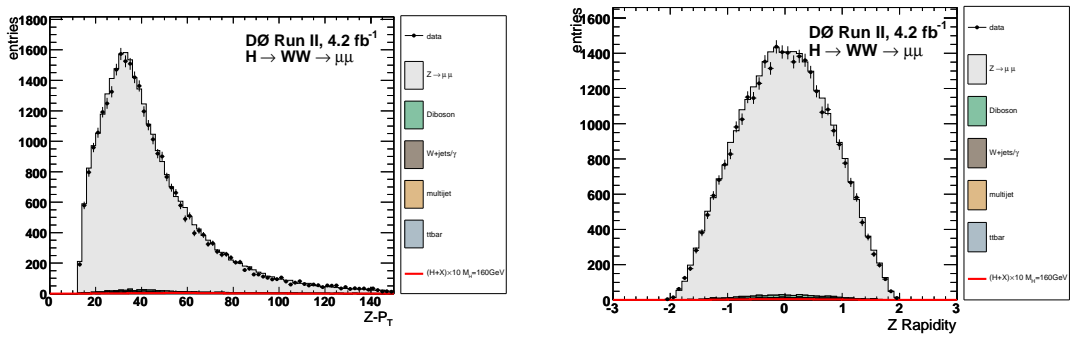 entries
1800
1600
1400
1200
1000
800
600
400
200
0
0 20 40 60 80 100 120 140
Z-P_T
DØ Run II, 4.2 fb⁻¹
H → WW → μμ
data
Z → μμ
Diboson
W+jets/γ
multijet
ttbar
(H+X)×10 M_H=160GeV
entries
1600
1400
1200
1000
800
600
400
200
0
-3 -2 -1 0 1 2 3
Z Rapidity
DØ Run II, 4.2 fb⁻¹
H → WW → μμ
data
Z → μμ
Diboson
W+jets/γ
multijet
ttbar
(H+X)×10 M_H=160GeV